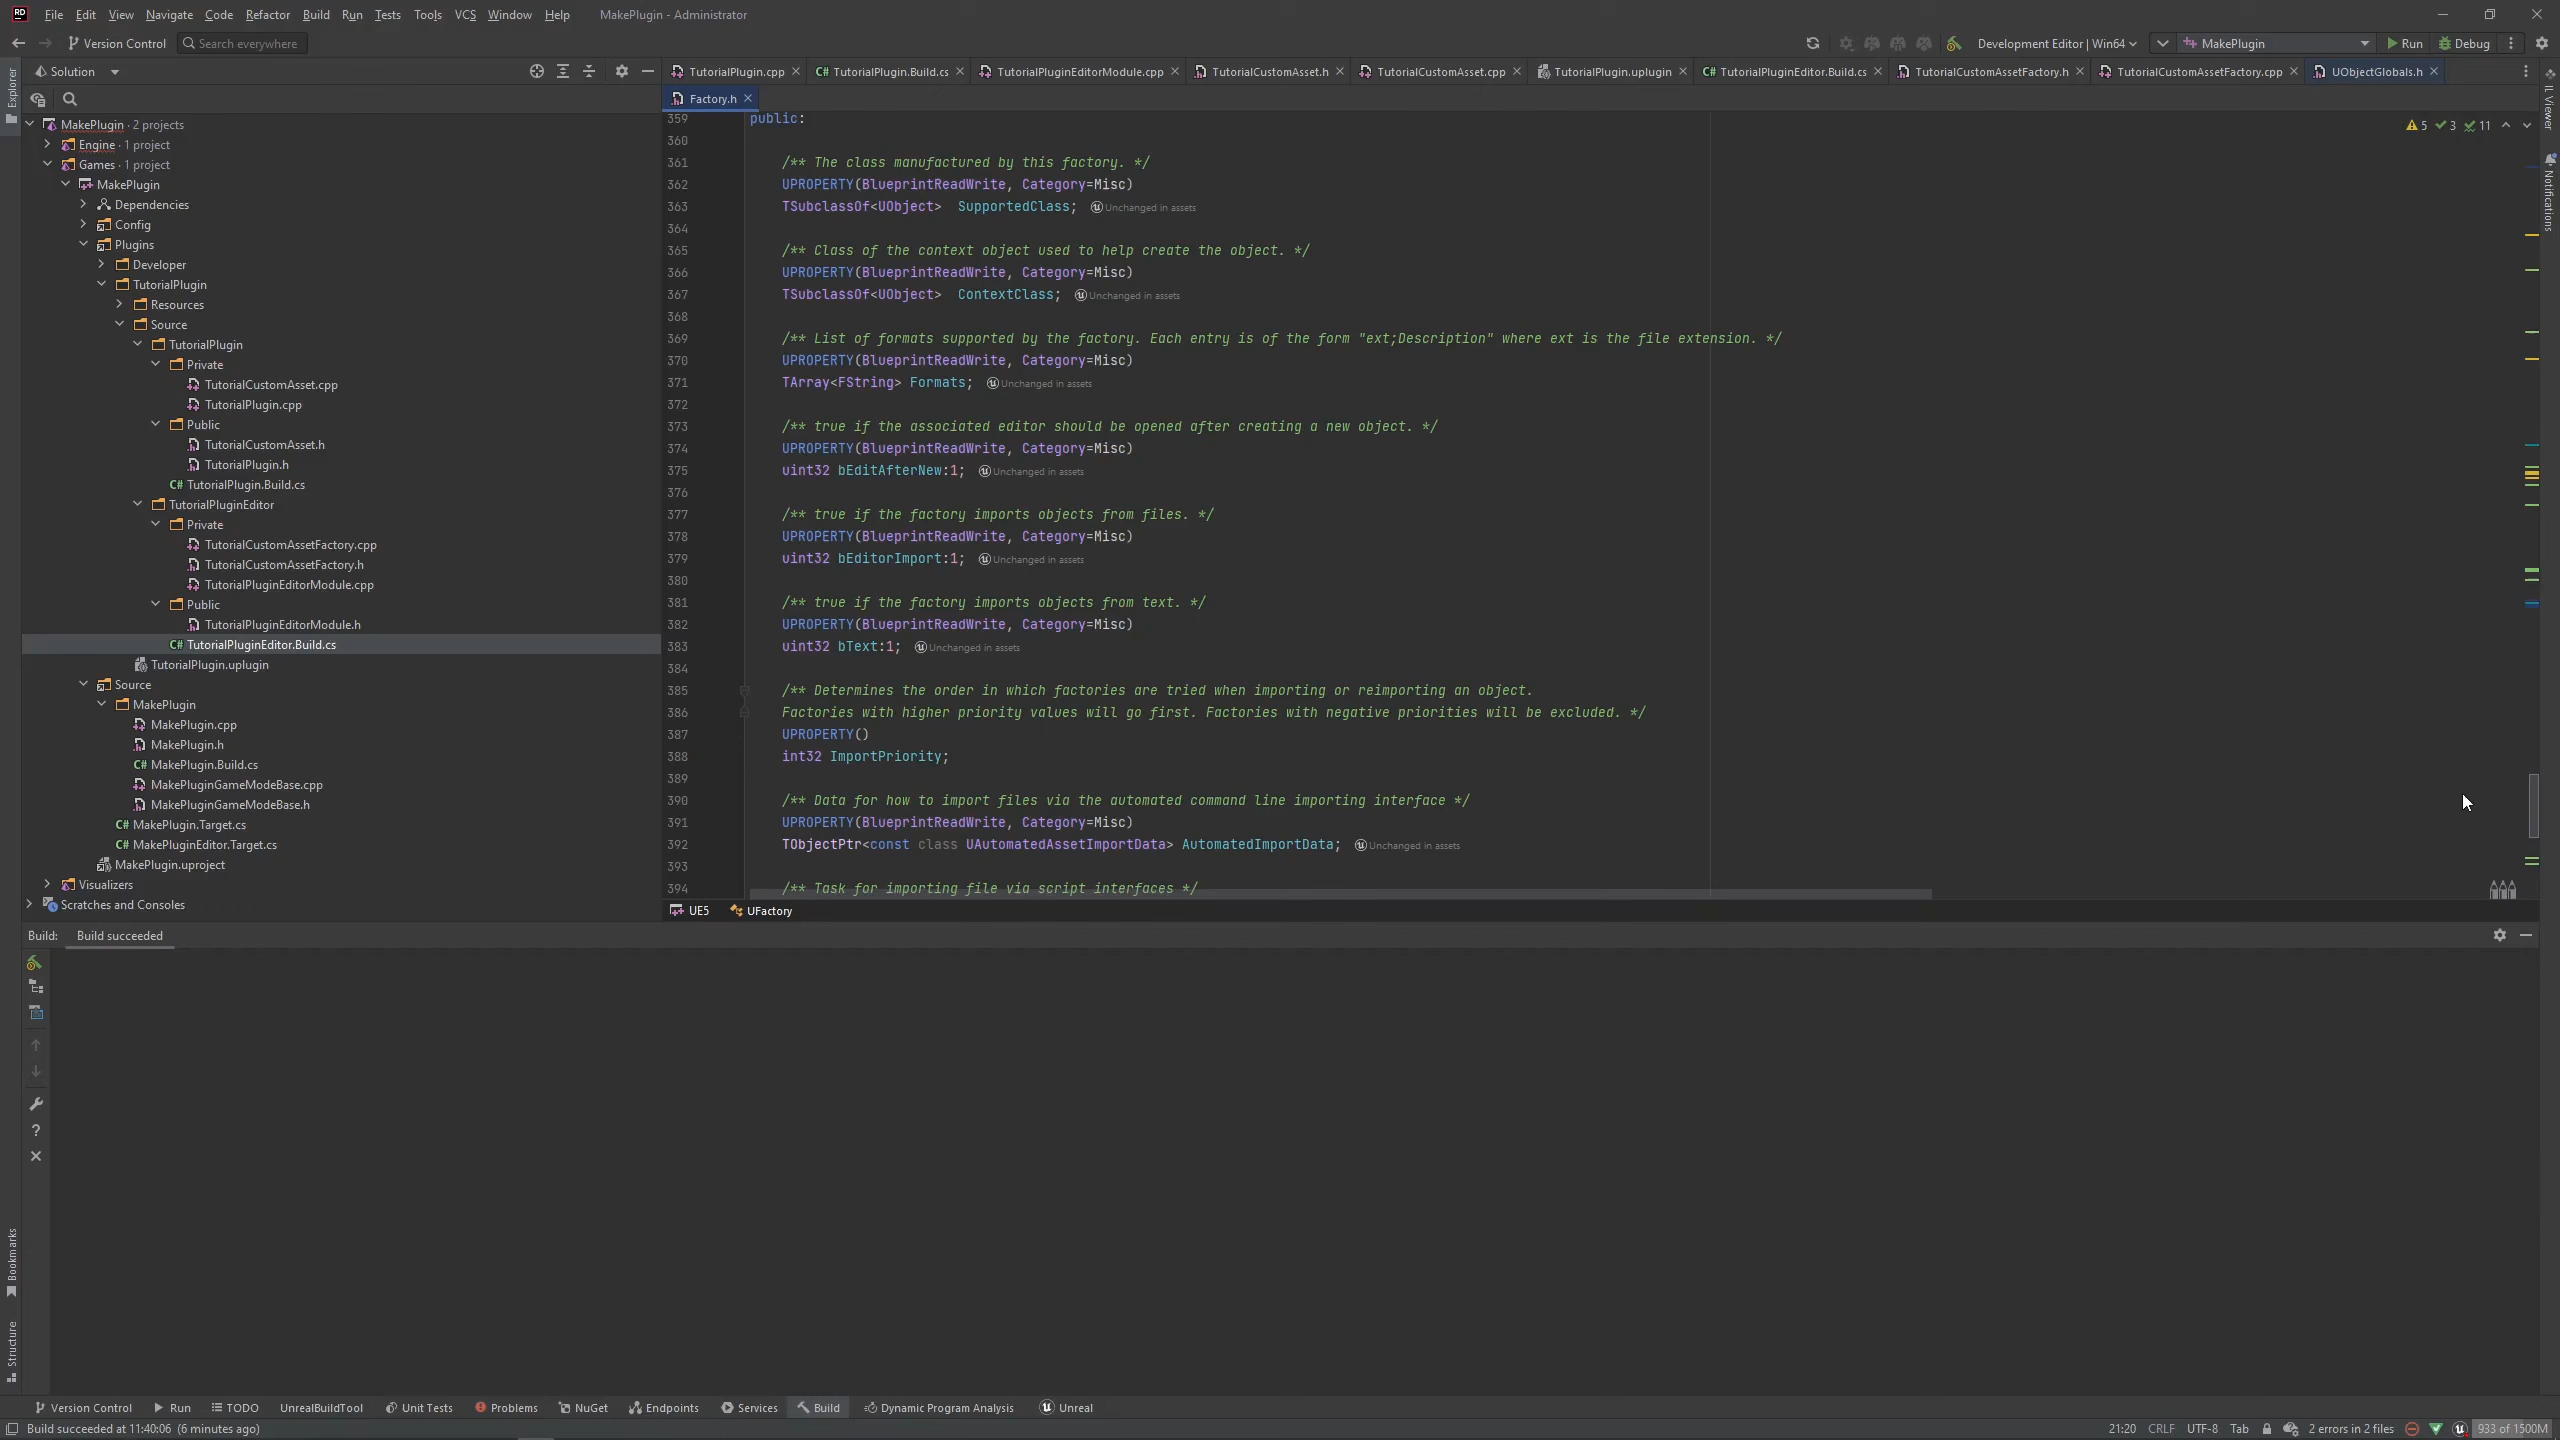 File Edit View Navigate Code Refactor Build Run Tests Tools VCS Window Help MakePlugin - Administrator
Version Control Search everywhere Development Editor | Win64 MakePlugin Run Debug
Explorer
Solution
TutorialPlugin.cpp C# TutorialPlugin.Build.cs TutorialPluginEditorModule.cpp TutorialCustomAsset.h TutorialCustomAsset.cpp TutorialPlugin.uplugin C# TutorialPluginEditor.Build.cs TutorialCustomAssetFactory.h TutorialCustomAssetFactory.cpp UObjectGlobals.h
Factory.h
IL Viewer
Notifications
5 3 11
MakePlugin · 2 projects
Engine · 1 project
Games · 1 project
MakePlugin
Dependencies
Config
Plugins
Developer
TutorialPlugin
Resources
Source
TutorialPlugin
Private
TutorialCustomAsset.cpp
TutorialPlugin.cpp
Public
TutorialCustomAsset.h
TutorialPlugin.h
C# TutorialPlugin.Build.cs
TutorialPluginEditor
Private
TutorialCustomAssetFactory.cpp
TutorialCustomAssetFactory.h
TutorialPluginEditorModule.cpp
Public
TutorialPluginEditorModule.h
C# TutorialPluginEditor.Build.cs
TutorialPlugin.uplugin
Source
MakePlugin
MakePlugin.cpp
MakePlugin.h
C# MakePlugin.Build.cs
MakePluginGameModeBase.cpp
MakePluginGameModeBase.h
C# MakePlugin.Target.cs
C# MakePluginEditor.Target.cs
MakePlugin.uproject
Visualizers
Scratches and Consoles
359 public:
360
361 /** The class manufactured by this factory. */
362 UPROPERTY(BlueprintReadWrite, Category=Misc)
363 TSubclassOf<UObject>  SupportedClass; Unchanged in assets
364
365 /** Class of the context object used to help create the object. */
366 UPROPERTY(BlueprintReadWrite, Category=Misc)
367 TSubclassOf<UObject>  ContextClass; Unchanged in assets
368
369 /** List of formats supported by the factory. Each entry is of the form "ext;Description" where ext is the file extension. */
370 UPROPERTY(BlueprintReadWrite, Category=Misc)
371 TArray<FString> Formats; Unchanged in assets
372
373 /** true if the associated editor should be opened after creating a new object. */
374 UPROPERTY(BlueprintReadWrite, Category=Misc)
375 uint32 bEditAfterNew:1; Unchanged in assets
376
377 /** true if the factory imports objects from files. */
378 UPROPERTY(BlueprintReadWrite, Category=Misc)
379 uint32 bEditorImport:1; Unchanged in assets
380
381 /** true if the factory imports objects from text. */
382 UPROPERTY(BlueprintReadWrite, Category=Misc)
383 uint32 bText:1; Unchanged in assets
384
385 /** Determines the order in which factories are tried when importing or reimporting an object.
386 Factories with higher priority values will go first. Factories with negative priorities will be excluded. */
387 UPROPERTY()
388 int32 ImportPriority;
389
390 /** Data for how to import files via the automated command line importing interface */
391 UPROPERTY(BlueprintReadWrite, Category=Misc)
392 TObjectPtr<const class UAutomatedAssetImportData> AutomatedImportData; Unchanged in assets
393
394 /** Task for importing file via script interfaces */
UE5 UFactory
Build: Build succeeded
Bookmarks
Structure
Version Control Run TODO UnrealBuildTool Unit Tests Problems NuGet Endpoints Services Build Dynamic Program Analysis Unreal
Build succeeded at 11:40:06 (6 minutes ago) 21:20 CRLF UTF-8 Tab 2 errors in 2 files 933 of 1500M